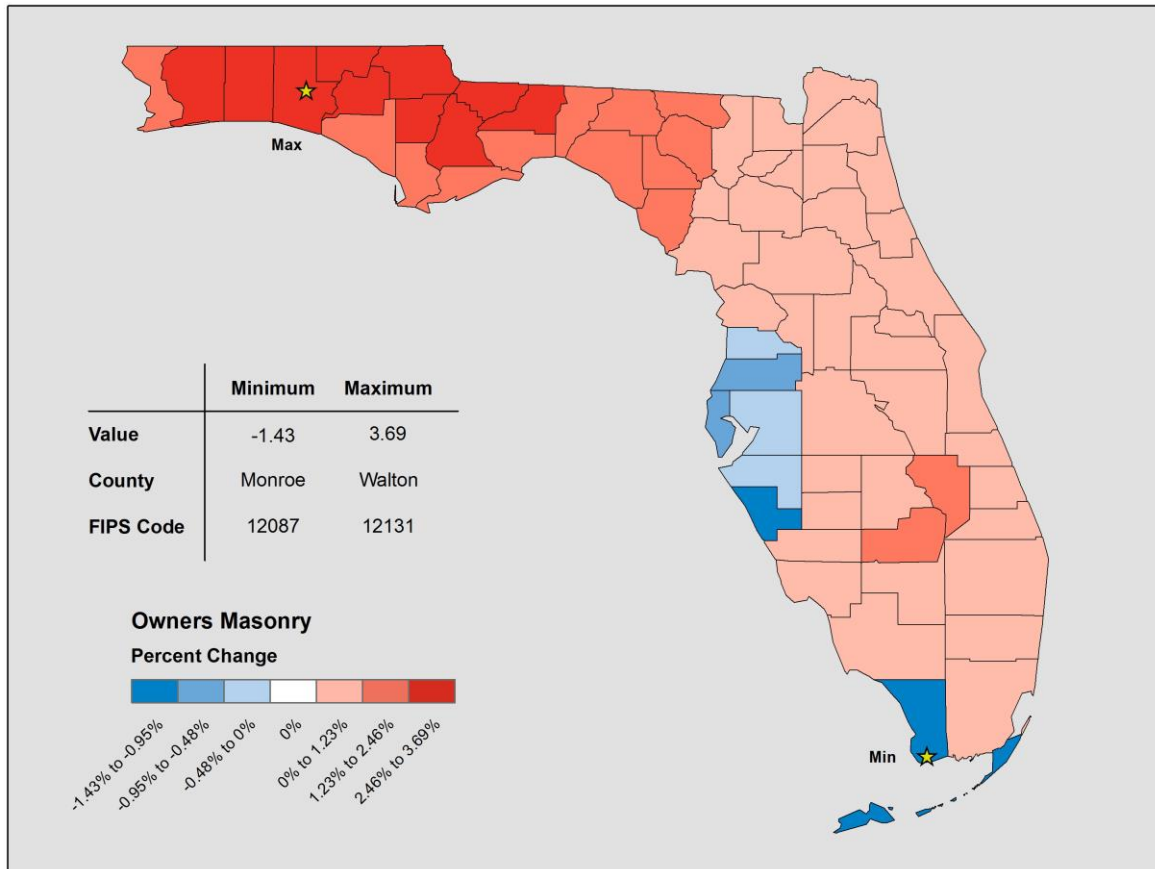 Max
Minimum Maximum
Value -1.43 3.69
County Monroe Walton
FIPS Code 12087 12131
Owners Masonry
Percent Change
-1.43% to -0.95%
-0.95% to -0.48%
-0.48% to 0%
0%
0% to 1.23%
1.23% to 2.46%
2.46% to 3.69%
Min